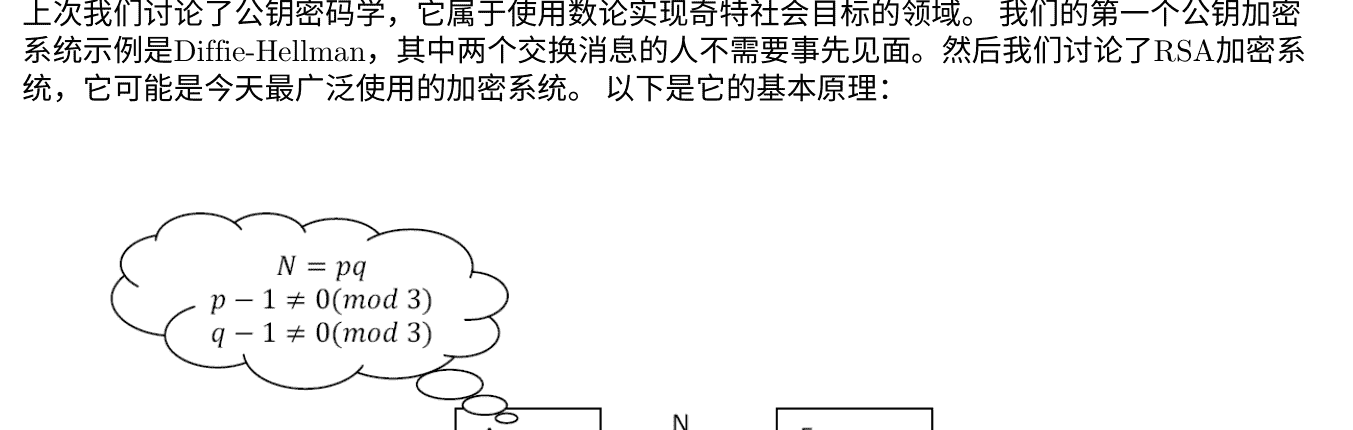 上次我们讨论了公钥密码学，它属于使用数论实现奇特社会目标的领域。 我们的第一个公钥加密
系统示例是Diffie-Hellman，其中两个交换消息的人不需要事先见面。然后我们讨论了RSA加密系
统，它可能是今天最广泛使用的加密系统。 以下是它的基本原理：
N = pq
p − 1 ≠ 0(mod 3)
q − 1 ≠ 0(mod 3)
N